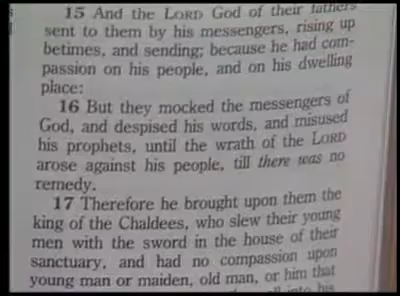 15 And the LORD God of their fathers
sent to them by his messengers, rising up
betimes, and sending; because he had com-
passion on his people, and on his dwelling
place:
16 But they mocked the messengers of
God, and despised his words, and misused
his prophets, until the wrath of the LORD
arose against his people, till there was no
remedy.
17 Therefore he brought upon them the
king of the Chaldees, who slew their young
men with the sword in the house of their
sanctuary, and had no compassion upon
young man or maiden, old man, or him that
into his